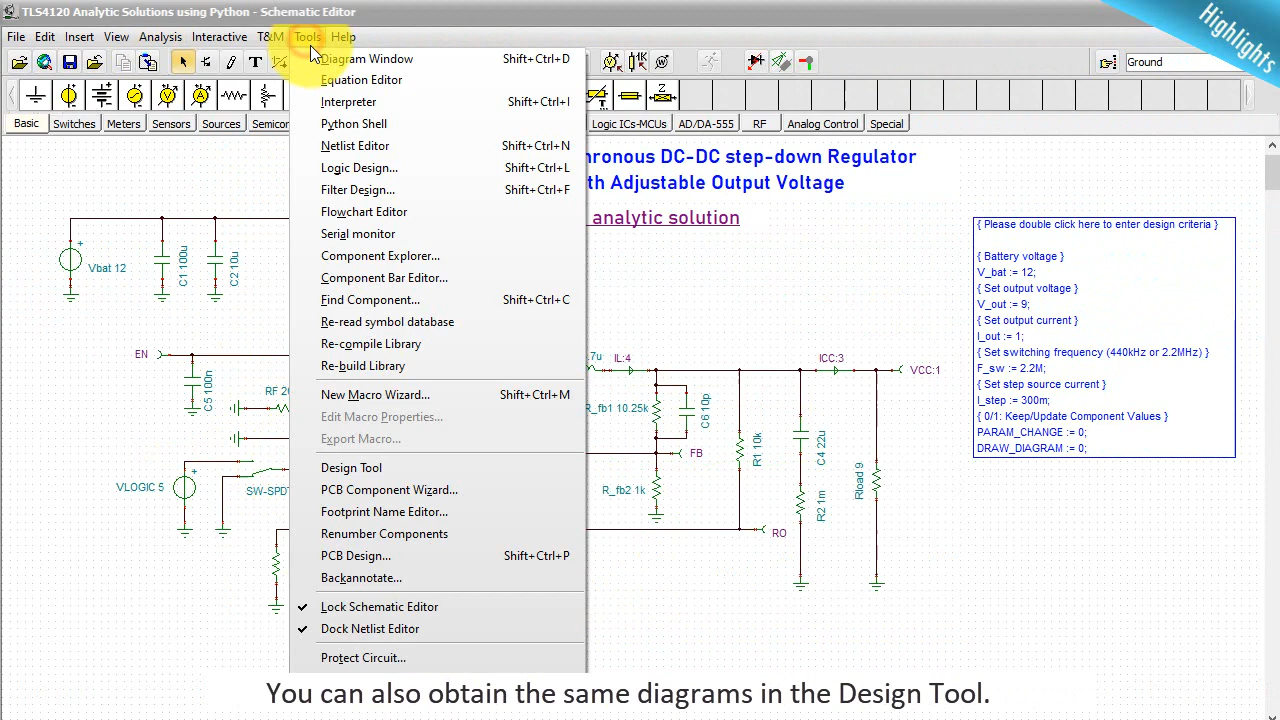 TLS4120 Analytic Solutions using Python - Schematic Editor
Highlights
File Edit Insert View Analysis Interactive T&M Tools Help
Ground
Basic Switches Meters Sensors Sources Semicon Logic ICs-MCUs AD/DA-555 RF Analog Control Special
Diagram Window Shift+Ctrl+D
Equation Editor
Interpreter Shift+Ctrl+I
Python Shell
Netlist Editor Shift+Ctrl+N
Logic Design... Shift+Ctrl+L
Filter Design... Shift+Ctrl+F
Flowchart Editor
Serial monitor
Component Explorer...
Component Bar Editor...
Find Component... Shift+Ctrl+C
Re-read symbol database
Re-compile Library
Re-build Library
New Macro Wizard... Shift+Ctrl+M
Edit Macro Properties...
Export Macro...
Design Tool
PCB Component Wizard...
Footprint Name Editor...
Renumber Components
PCB Design... Shift+Ctrl+P
Backannotate...
Lock Schematic Editor
Dock Netlist Editor
Protect Circuit...
hronous DC-DC step-down Regulator
th Adjustable Output Voltage
analytic solution
Vbat 12
C1 100u
C2 10u
EN
C5 100n
RF 20
VLOGIC 5
SW-SPDT
.7u
IL:4
ICC:3
VCC:1
R_fb1 10.25k
C6 10p
FB
R_fb2 1k
R1 10k
C4 22u
R2 1m
Rload 9
RO
{ Please double click here to enter design criteria }
{ Battery voltage }
V_bat := 12;
{ Set output voltage }
V_out := 9;
{ Set output current }
I_out := 1;
{ Set switching frequency (440kHz or 2.2MHz) }
F_sw := 2.2M;
{ Set step source current }
I_step := 300m;
{ 0/1: Keep/Update Component Values }
PARAM_CHANGE := 0;
DRAW_DIAGRAM := 0;
You can also obtain the same diagrams in the Design Tool.